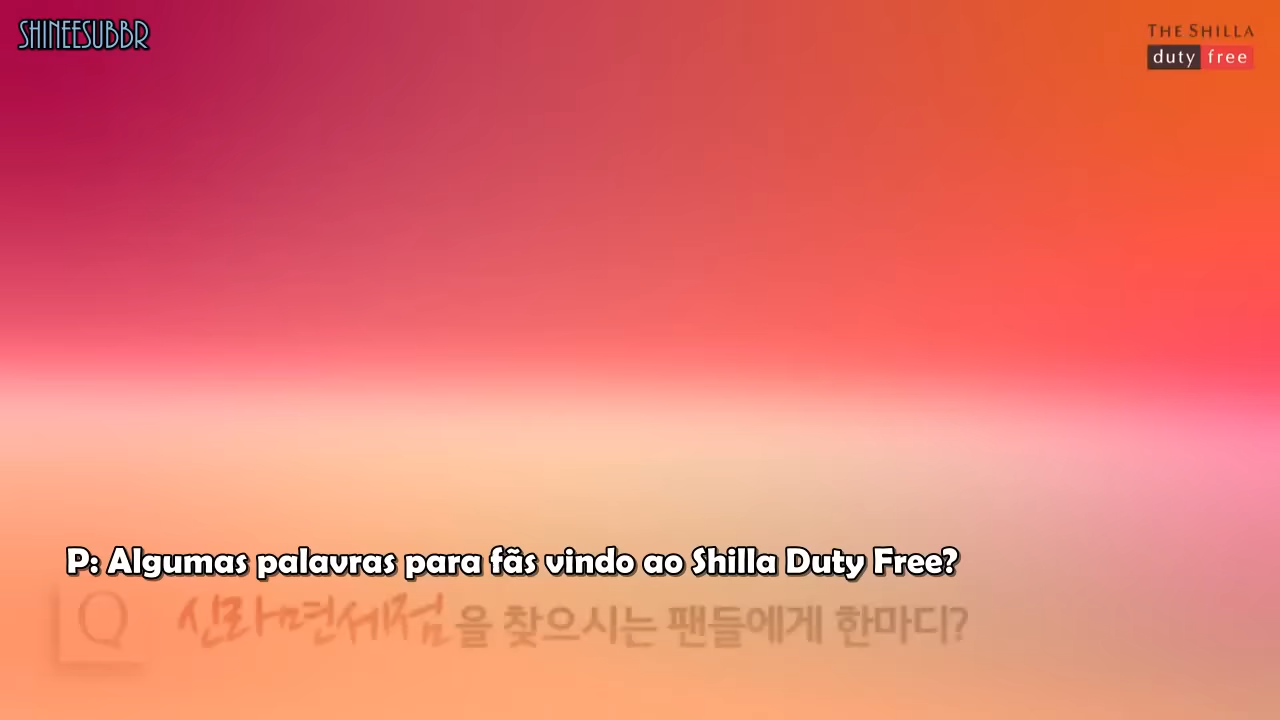 SHINEESUBBR
THE SHILLA
duty free
P: Algumas palavras para fãs vindo ao Shilla Duty Free?
Q 신라면세점을 찾으시는 팬들에게 한마디?